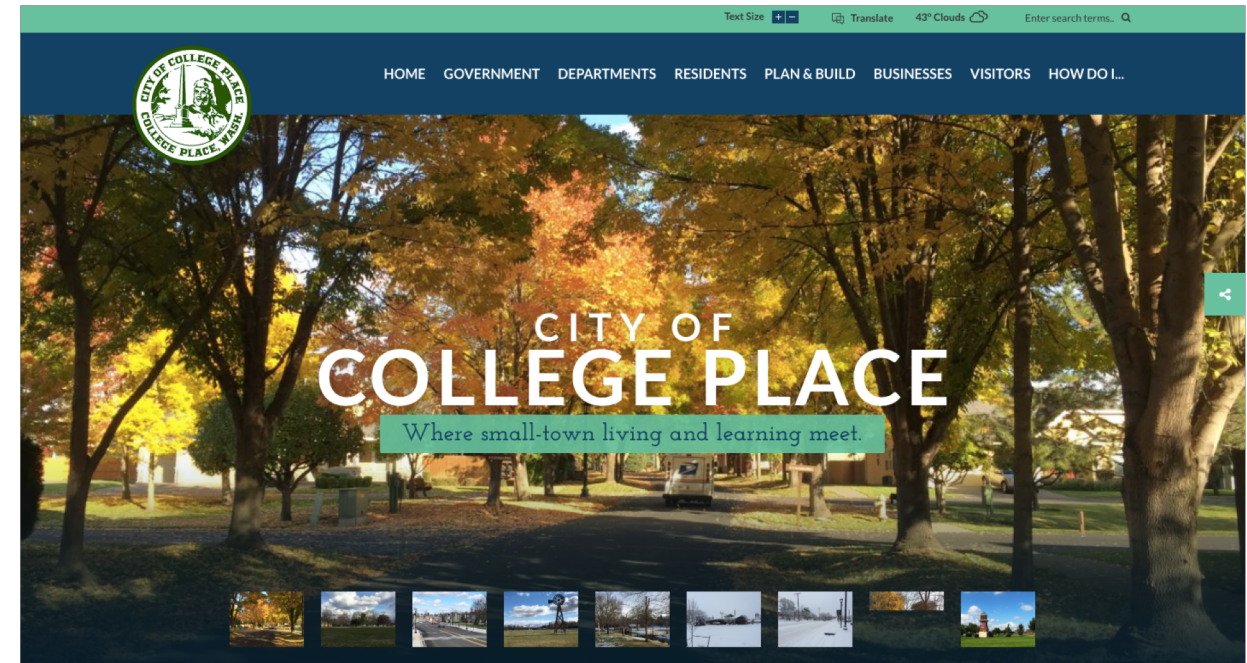 Text Size + -
Translate
43° Clouds
Enter search terms..
CITY OF COLLEGE PLACE
COLLEGE PLACE, WASH.
HOME
GOVERNMENT
DEPARTMENTS
RESIDENTS
PLAN & BUILD
BUSINESSES
VISITORS
HOW DO I...
CITY OF
COLLEGE PLACE
Where small-town living and learning meet.